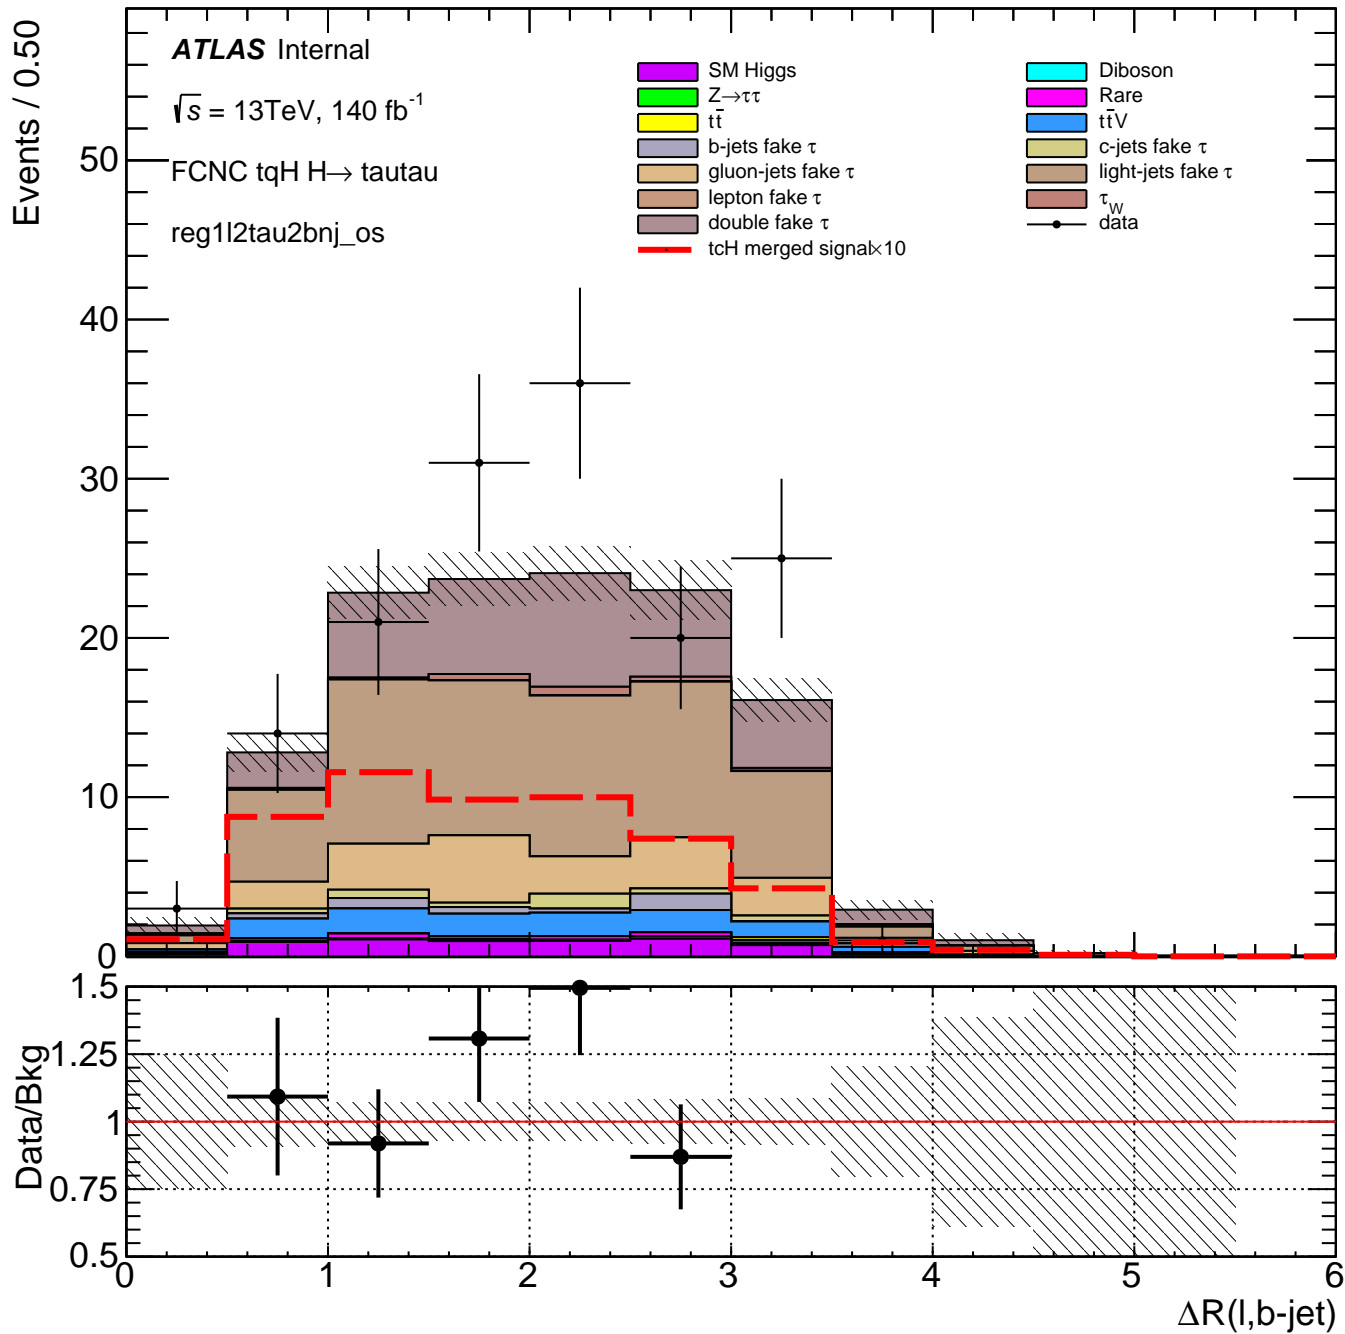 Events / 0.50
ATLAS Internal
√s = 13TeV, 140 fb⁻¹
FCNC tqH H→ tautau
reg1l2tau2bnj_os
SM Higgs
Z→ττ
tt̄
b-jets fake τ
gluon-jets fake τ
lepton fake τ
double fake τ
tcH merged signal×10
Diboson
Rare
tt̄V
c-jets fake τ
light-jets fake τ
τ_W
data
50
40
30
20
10
0
Data/Bkg
1.5
1.25
1
0.75
0.5
0 1 2 3 4 5 6
ΔR(l,b-jet)